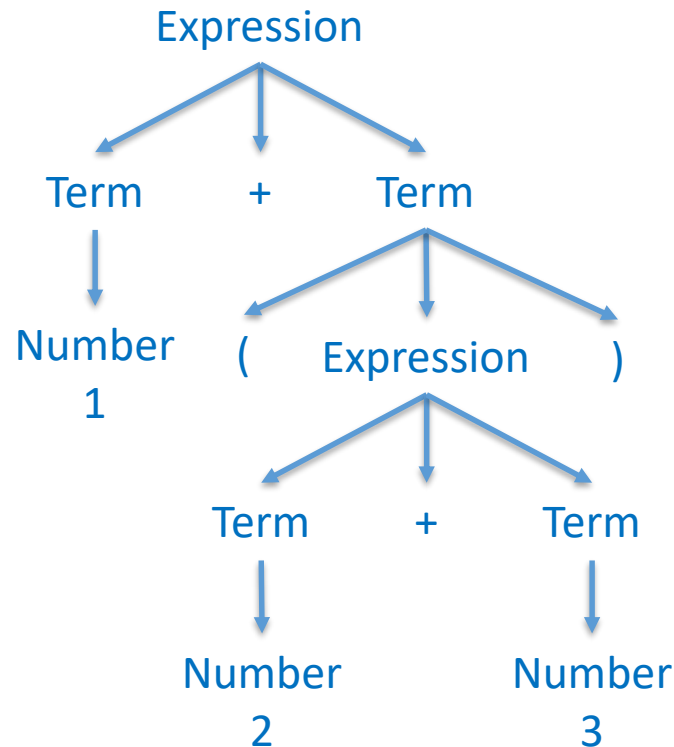 Expression
Term + Term
Number ( Expression )
1
Term + Term
Number Number
2 3